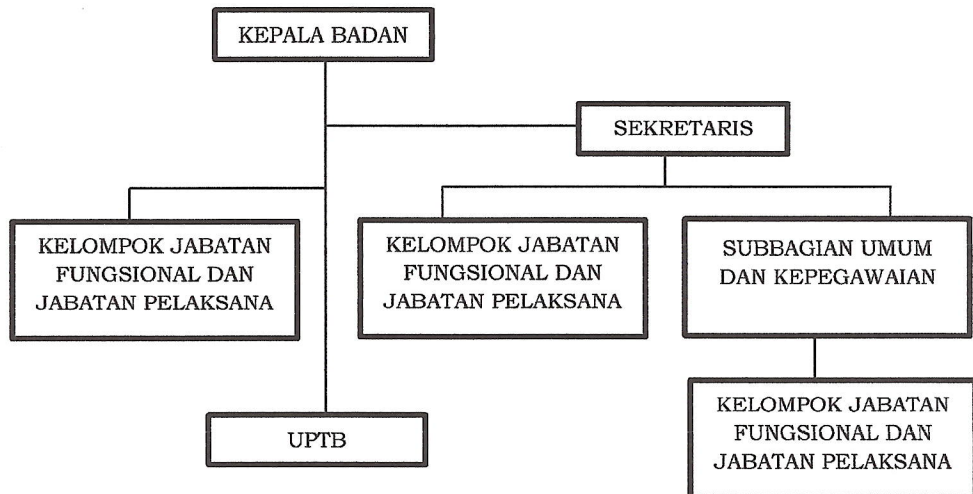 KEPALA BADAN
SEKRETARIS
KELOMPOK JABATAN
FUNGSIONAL DAN
JABATAN PELAKSANA
KELOMPOK JABATAN
FUNGSIONAL DAN
JABATAN PELAKSANA
SUBBAGIAN UMUM
DAN KEPEGAWAIAN
UPTB
KELOMPOK JABATAN
FUNGSIONAL DAN
JABATAN PELAKSANA